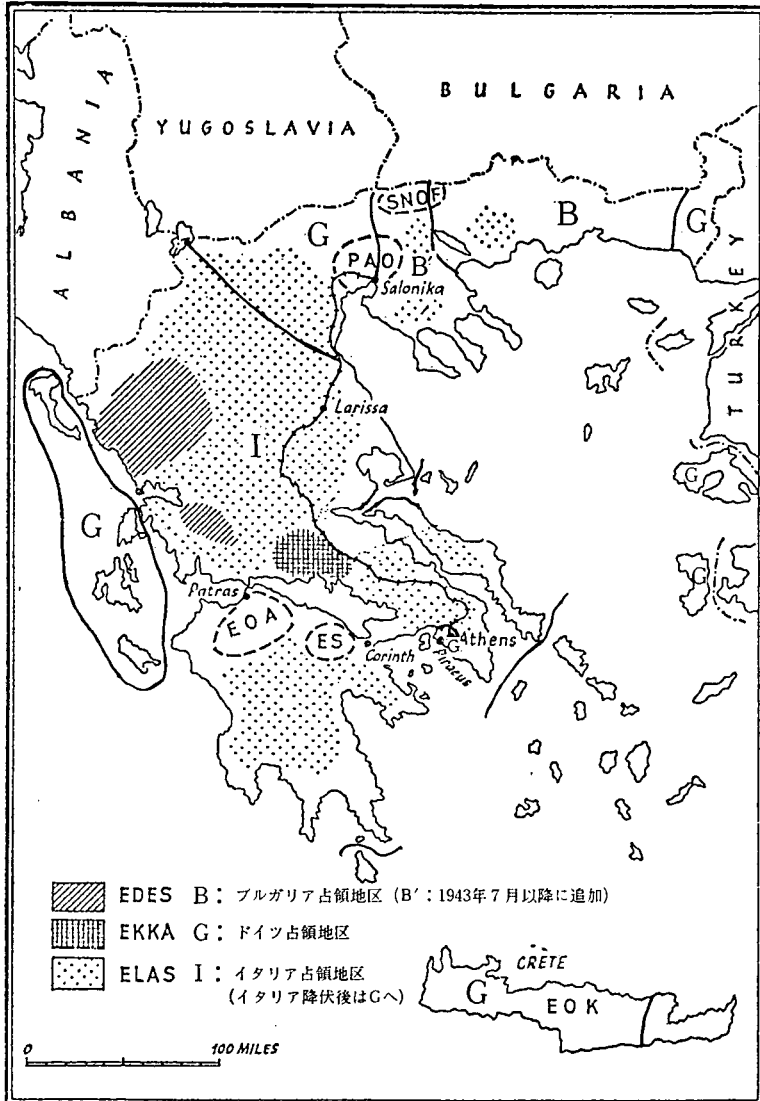 BULGARIA
YUGOSLAVIA
ALBANIA
SNOF
G
B
G
PAO
B′
Salonika
TURKEY
Larissa
I
G
G
G
Patras
EOA
ES
Corinth
Athens
G
Piraeus
EDES B: ブルガリア占領地区 (B′:1943年7月以降に追加)
EKKA G: ドイツ占領地区
ELAS I: イタリア占領地区
(イタリア降伏後はGへ)
CRÈTE
G
EOK
0 100 MILES